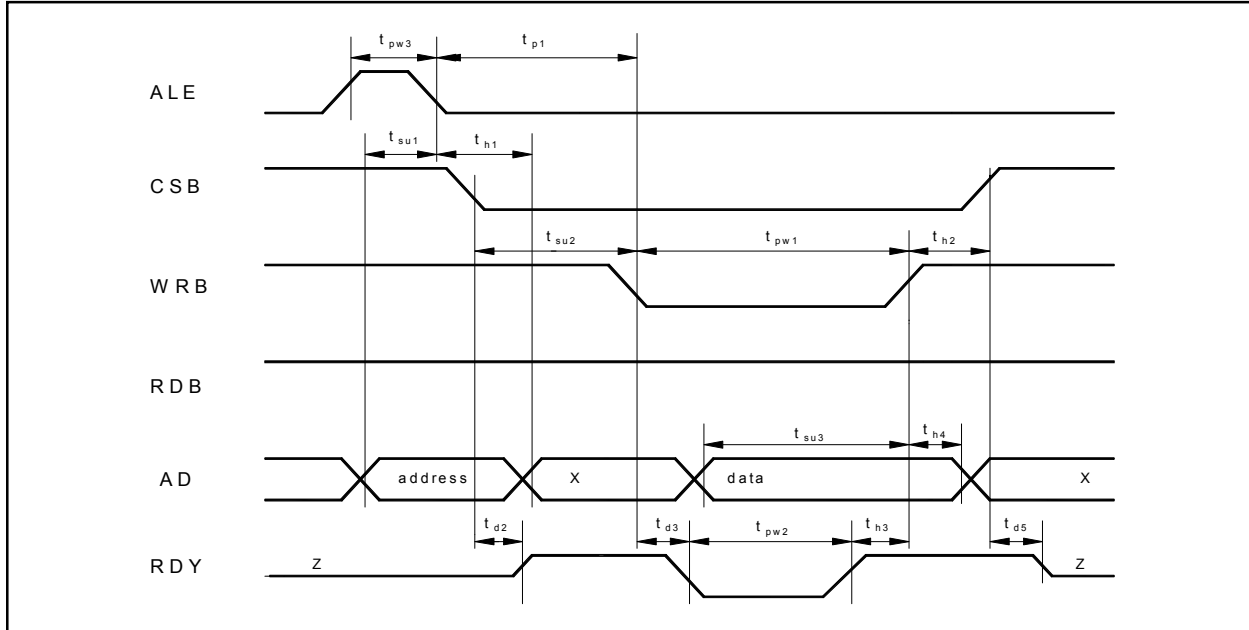 t pw3 t p1
ALE
t su1 t h1
CSB
t su2 t pw1 t h2
WRB
RDB
t su3 t h4
AD address X data X
t d2 t d3 t pw2 t h3 t d5
RDY Z Z